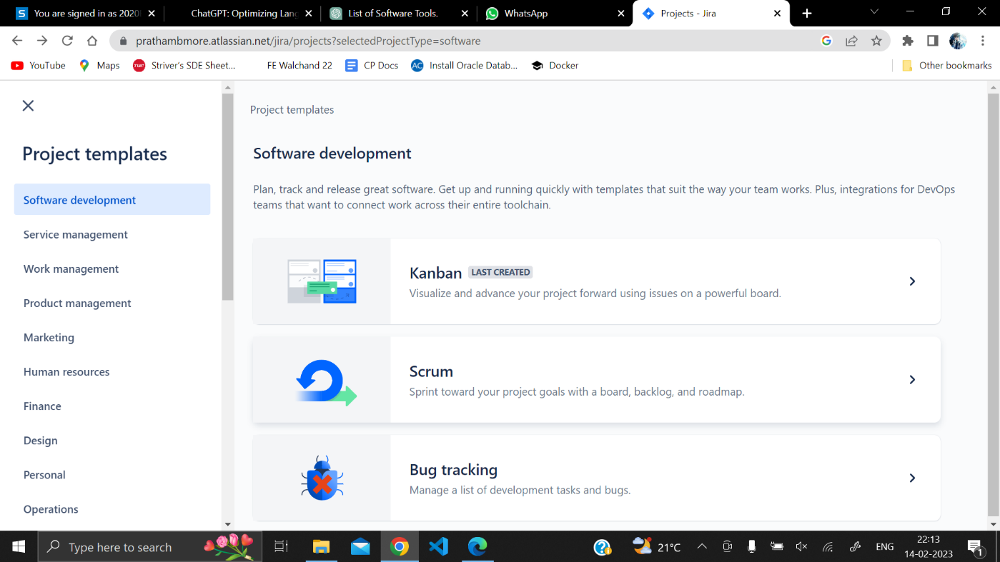 You are signed in as 2020
ChatGPT: Optimizing Lang
List of Software Tools.
WhatsApp
Projects - Jira
prathambmore.atlassian.net/jira/projects?selectedProjectType=software
YouTube
Maps
Striver's SDE Sheet...
FE Walchand 22
CP Docs
Install Oracle Datab...
Docker
Other bookmarks
Project templates
Software development
Service management
Work management
Product management
Marketing
Human resources
Finance
Design
Personal
Operations
Project templates
Software development
Plan, track and release great software. Get up and running quickly with templates that suit the way your team works. Plus, integrations for DevOps
teams that want to connect work across their entire toolchain.
Kanban LAST CREATED
Visualize and advance your project forward using issues on a powerful board.
Scrum
Sprint toward your project goals with a board, backlog, and roadmap.
Bug tracking
Manage a list of development tasks and bugs.
Type here to search
21°C
ENG
22:13
14-02-2023
1